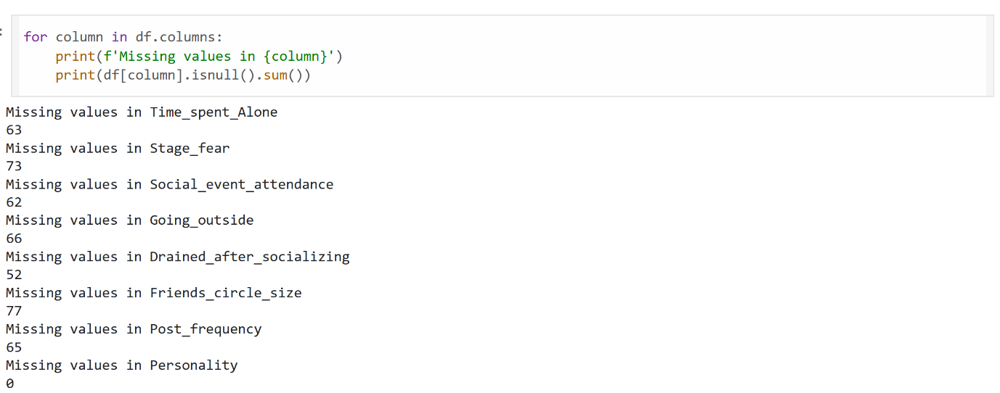 for column in df.columns:
    print(f'Missing values in {column}')
    print(df[column].isnull().sum())
Missing values in Time_spent_Alone
63
Missing values in Stage_fear
73
Missing values in Social_event_attendance
62
Missing values in Going_outside
66
Missing values in Drained_after_socializing
52
Missing values in Friends_circle_size
77
Missing values in Post_frequency
65
Missing values in Personality
0